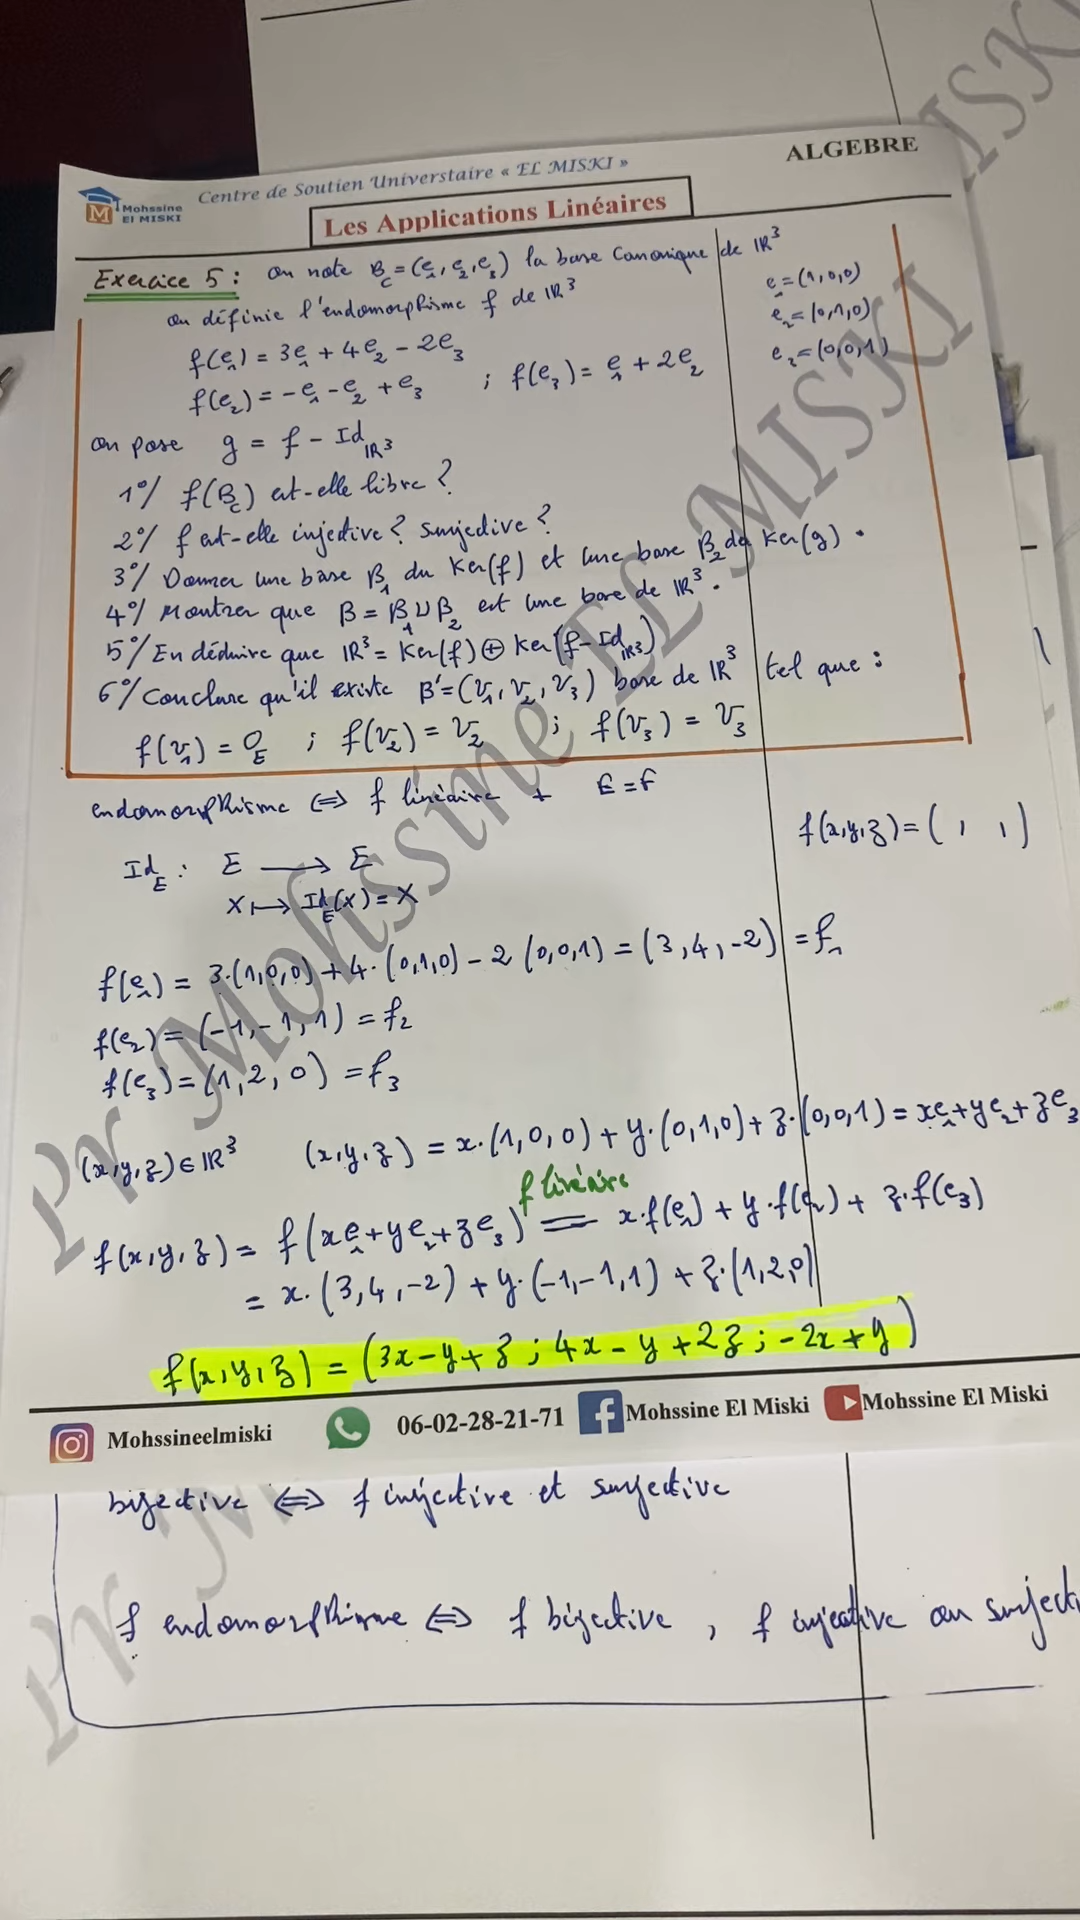 Centre de Soutien Universtaire « EL MISKI »
ALGEBRE
Mohssine
El MISKI
Les Applications Linéaires
Exercice 5 : on note B_c = (e₁, e₂, e₃) la base Canonique de IR³
on définie l'endomorphisme f de IR³
e₁ = (1,0,0)
e₂ = (0,1,0)
e₂ = (0,0,1)
f(e₁) = 3e₁ + 4e₂ - 2e₃
f(e₂) = -e₁ - e₂ + e₃ ; f(e₃) = e₁ + 2e₂
on pose g = f - Id_IR³
1°/ f(B_c) est-elle libre ?
2°/ f est-elle injective ? surjective ?
3°/ Donner une base B₁ du Ker(f) et une base B₂ de Ker(g).
4°/ Montrer que B = B₁ ∪ B₂ est une base de IR³.
5°/ En déduire que IR³ = Ker(f) ⊕ Ker(f - Id_IR³)
6°/ Conclure qu'il existe B' = (V₁, V₂, V₃) base de IR³ tel que :
f(V₁) = 0_E ; f(V₂) = V₂ ; f(V₃) = V₃
endomorphisme ⟺ f linéaire + E = F
f(x,y,z) = ( , , )
Id_E : E ⟶ E
X ⟼ Id_E(X) = X
f(e₁) = 3·(1,0,0) + 4·(0,1,0) - 2(0,0,1) = (3,4,-2) = f₁
f(e₂) = (-1,-1,1) = f₂
f(e₃) = (1,2,0) = f₃
(x,y,z) ∈ IR³ (x,y,z) = x·(1,0,0) + y·(0,1,0) + z·(0,0,1) = xe₁ + ye₂ + ze₃
f linéaire
f(x,y,z) = f(xe₁ + ye₂ + ze₃) = x·f(e₁) + y·f(e₂) + z·f(e₃)
= x·(3,4,-2) + y·(-1,-1,1) + z·(1,2,0)
f(x,y,z) = (3x - y + z ; 4x - y + 2z ; -2x + y)
Mohssineelmiski 06-02-28-21-71 Mohssine El Miski Mohssine El Miski
bijective ⟺ f injective et surjective
f endomorphisme ⟺ f bijective, f injective ou surjecti
Pr Mohssine EL MISKI